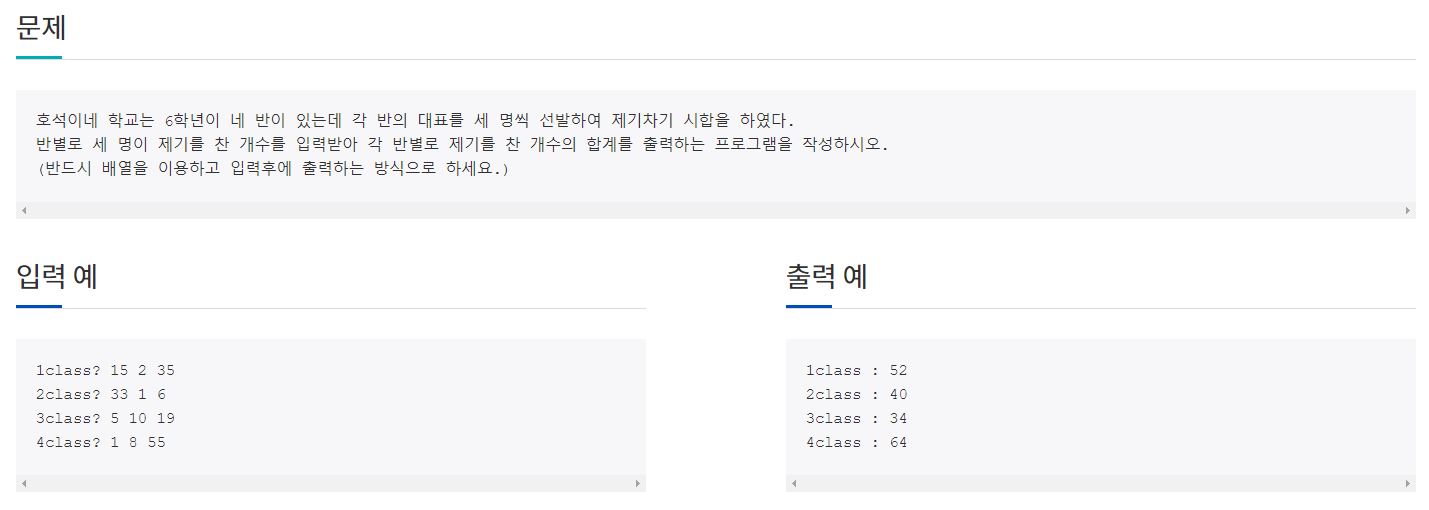 문제
호석이네 학교는 6학년이 네 반이 있는데 각 반의 대표를 세 명씩 선발하여 제기차기 시합을 하였다.
반별로 세 명이 제기를 찬 개수를 입력받아 각 반별로 제기를 찬 개수의 합계를 출력하는 프로그램을 작성하시오.
(반드시 배열을 이용하고 입력후에 출력하는 방식으로 하세요.)
입력 예
1class? 15 2 35
2class? 33 1 6
3class? 5 10 19
4class? 1 8 55
출력 예
1class : 52
2class : 40
3class : 34
4class : 64